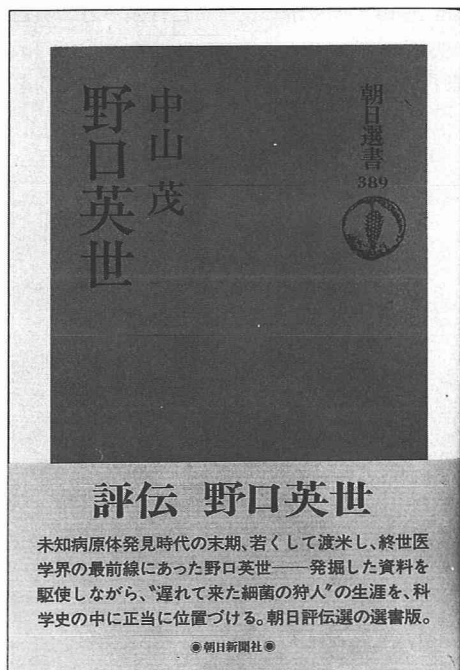 朝日選書
389
中山 茂
野口英世
評伝 野口英世
未知病原体発見時代の末期、若くして渡米し、終世医
学界の最前線にあった野口英世――発掘した資料を
駆使しながら、〝遅れて来た細菌の狩人〟の生涯を、科
学史の中に正当に位置づける。朝日評伝選の選書版。
◉朝日新聞社◉